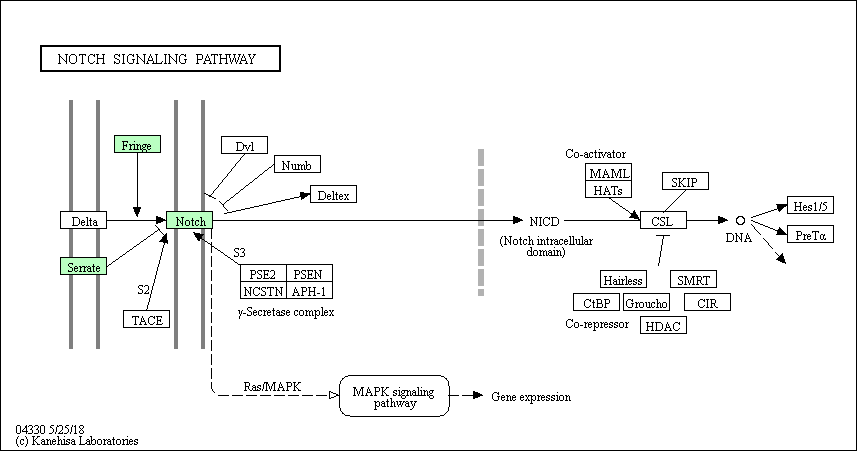 NOTCH SIGNALING PATHWAY
Fringe
Dvl
Numb
Deltex
Delta
Notch
Serrate
S2
TACE
S3
PSE2 PSEN
NCSTN APH-1
γ-Secretase complex
NICD
(Notch intracellular
domain)
Co-activator
MAML
HATs
SKIP
CSL
DNA
Hes1/5
PreTα
Hairless
SMRT
CtBP
Groucho
CIR
Co-repressor
HDAC
Ras/MAPK
MAPK signaling
pathway
Gene expression
04330 5/25/18
(c) Kanehisa Laboratories